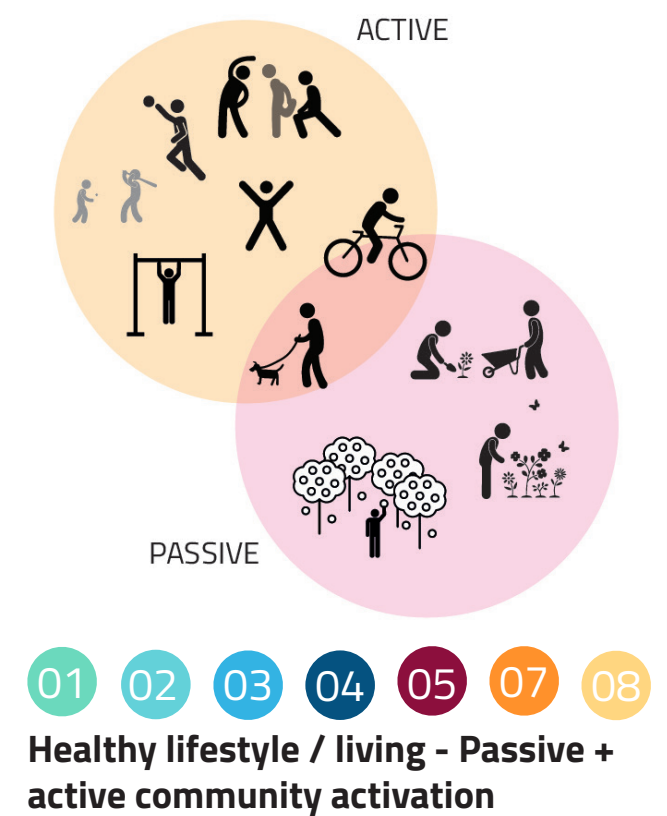 ACTIVE
PASSIVE
01 02 03 04 05 07 08
Healthy lifestyle / living - Passive +
active community activation